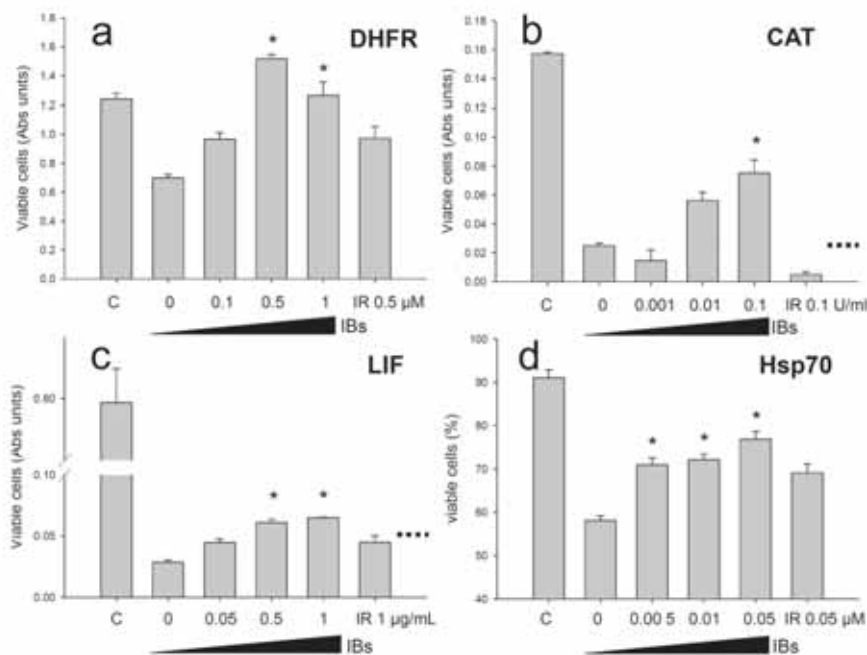 a
DHFR
Viable cells (Abs units)
1.8
1.6
1.4
1.2
1.0
0.8
0.6
0.4
0.2
0.0
*
*
C 0 0.1 0.5 1 IR 0.5 µM
IBs
b
CAT
Viable cells (Abs units)
0.18
0.16
0.14
0.12
0.10
0.08
0.06
0.04
0.02
0.00
*
C 0 0.001 0.01 0.1 IR 0.1 U/ml
IBs
c
LIF
Viable cells (Abs units)
0.60
0.10
0.05
0.00
*
*
C 0 0.05 0.5 1 IR 1 µg/mL
IBs
d
Hsp70
viable cells (%)
90
80
70
60
50
40
*
*
*
C 0 0.00 5 0.01 0.05 IR 0.05 µM
IBs